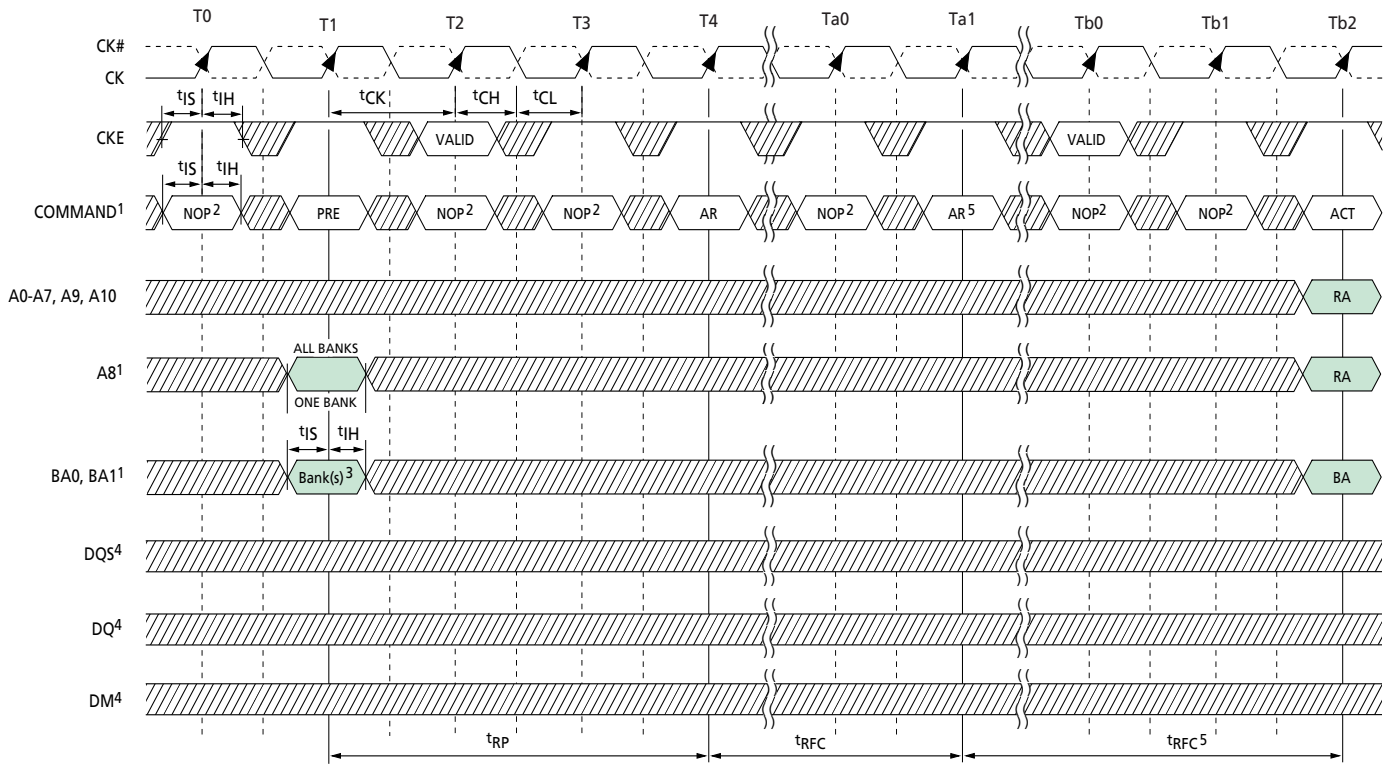 T0 T1 T2 T3 T4 Ta0 Ta1 Tb0 Tb1 Tb2
CK#
CK
tIS tIH tCK tCH tCL
CKE VALID VALID
tIS tIH
COMMAND1 NOP2 PRE NOP2 NOP2 AR NOP2 AR5 NOP2 NOP2 ACT
A0-A7, A9, A10 RA
ALL BANKS
A81 RA
ONE BANK
tIS tIH
BA0, BA11 Bank(s)3 BA
DQS4
DQ4
DM4
tRP tRFC tRFC5